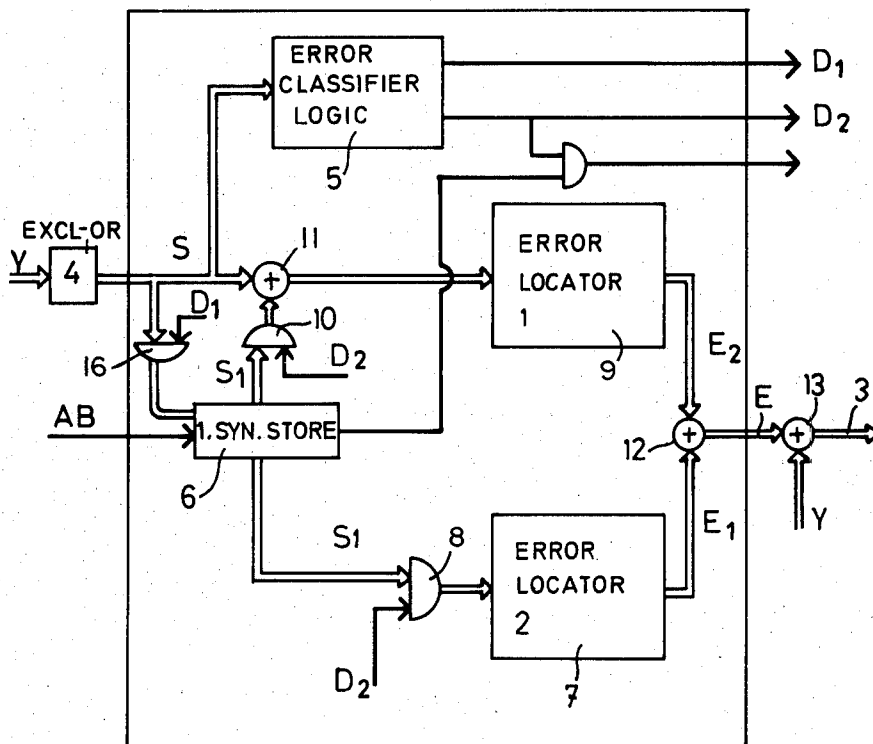 ERROR
CLASSIFIER
LOGIC
5
D1
D2
EXCL-OR
Y
4
S
11
+
D1
16
10
S1
D2
ERROR
LOCATOR
1
9
E2
AB
1. SYN. STORE
6
12
+
E
13
+
3
Y
S1
8
D2
ERROR
LOCATOR
2
7
E1